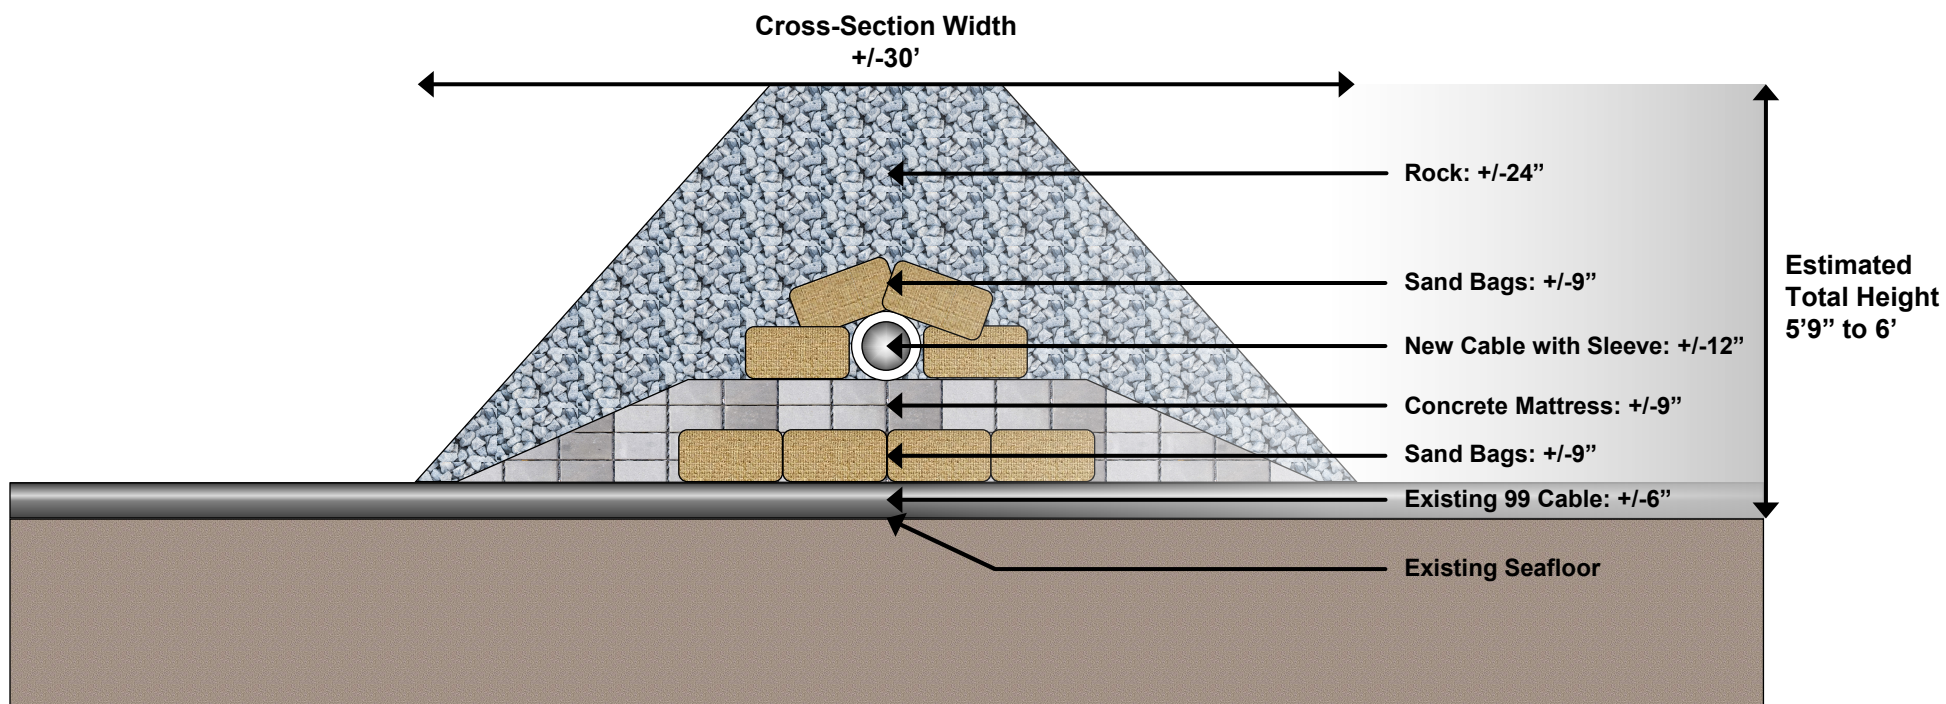 Cross-Section Width
+/-30’
Rock: +/-24”
Sand Bags: +/-9”
New Cable with Sleeve: +/-12”
Concrete Mattress: +/-9”
Sand Bags: +/-9”
Existing 99 Cable: +/-6”
Existing Seafloor
Estimated
Total Height
5’9” to 6’